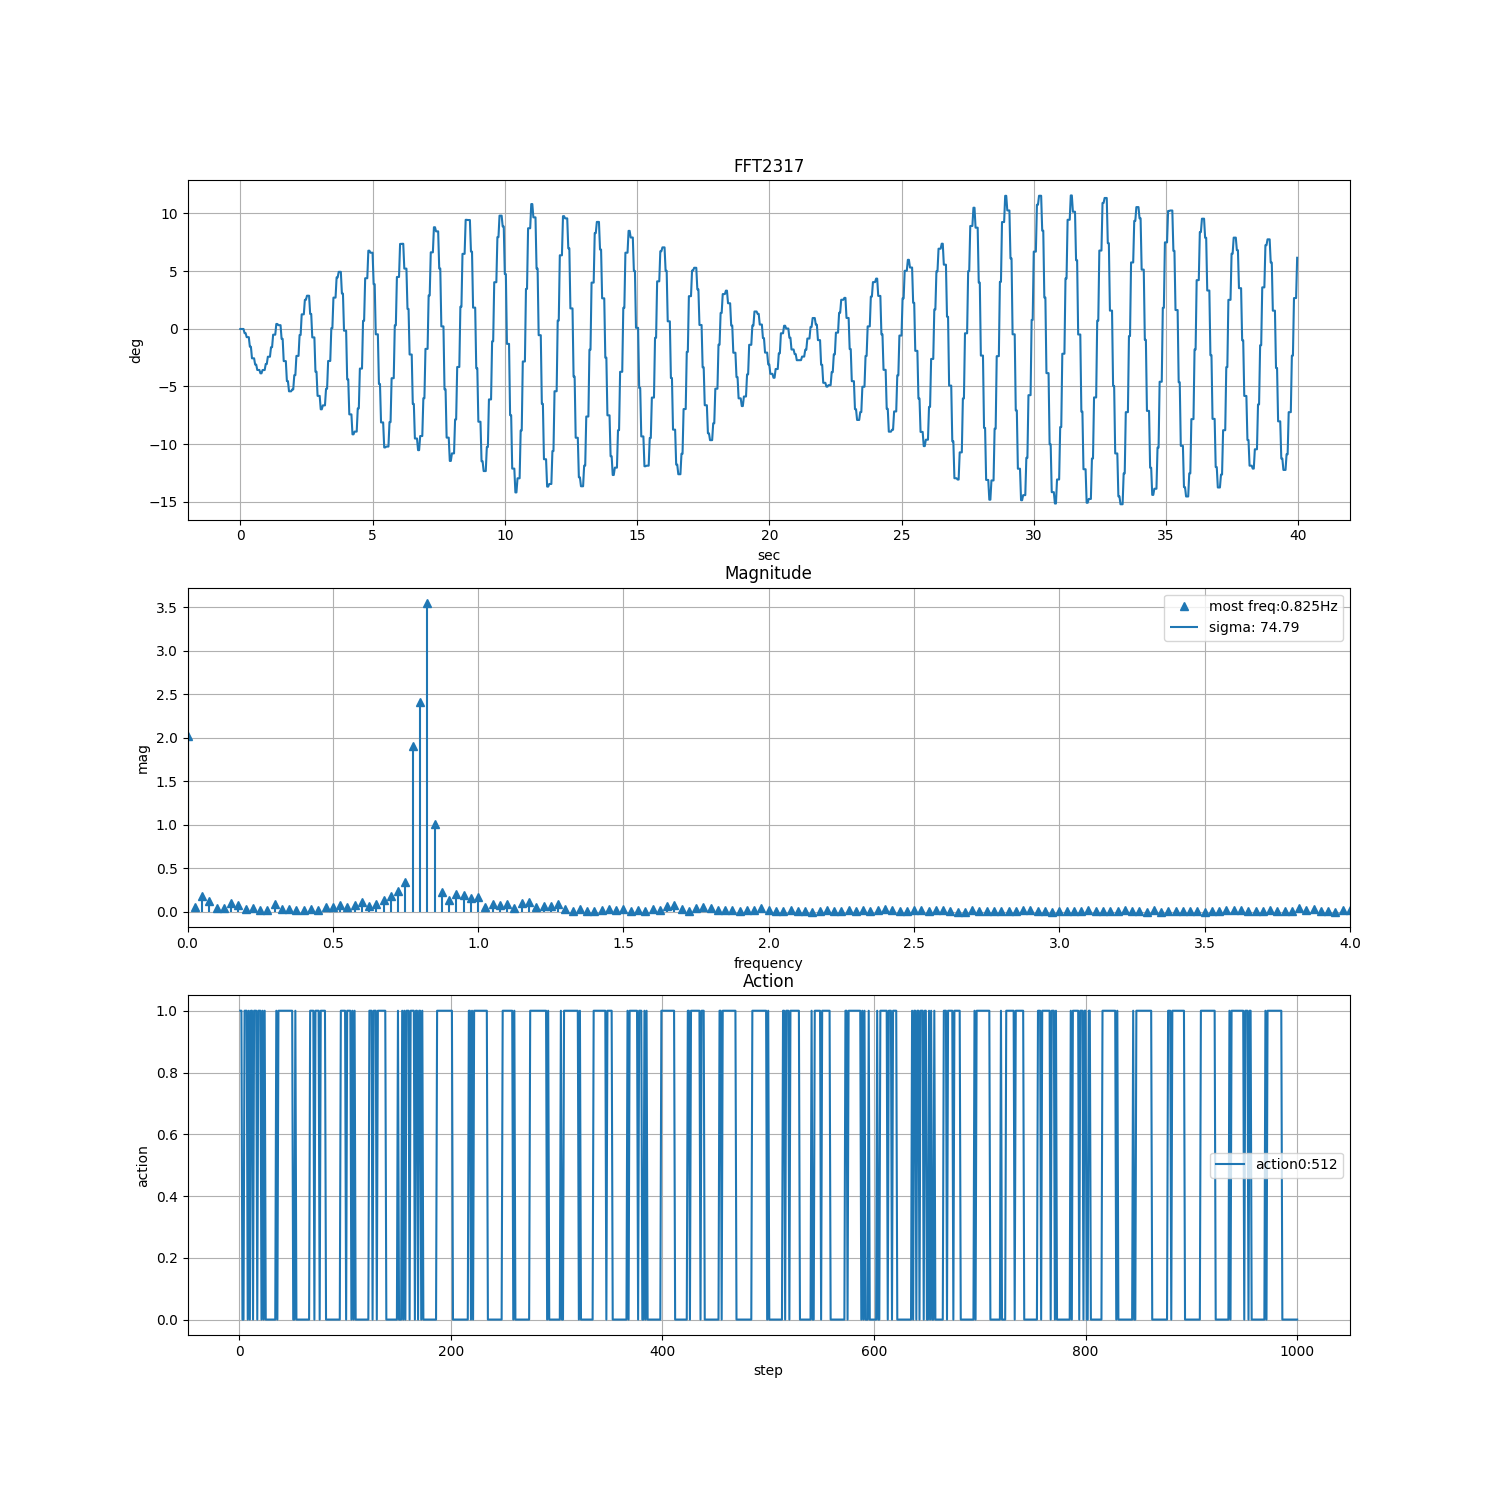 FFT2317
10
5
0
−5
−10
−15
deg
0 5 10 15 20 25 30 35 40
sec
Magnitude
most freq:0.825Hz
sigma: 74.79
3.5
3.0
2.5
2.0
1.5
1.0
0.5
0.0
mag
0.0 0.5 1.0 1.5 2.0 2.5 3.0 3.5 4.0
frequency
Action
1.0
0.8
0.6
0.4
0.2
0.0
action
action0:512
0 200 400 600 800 1000
step